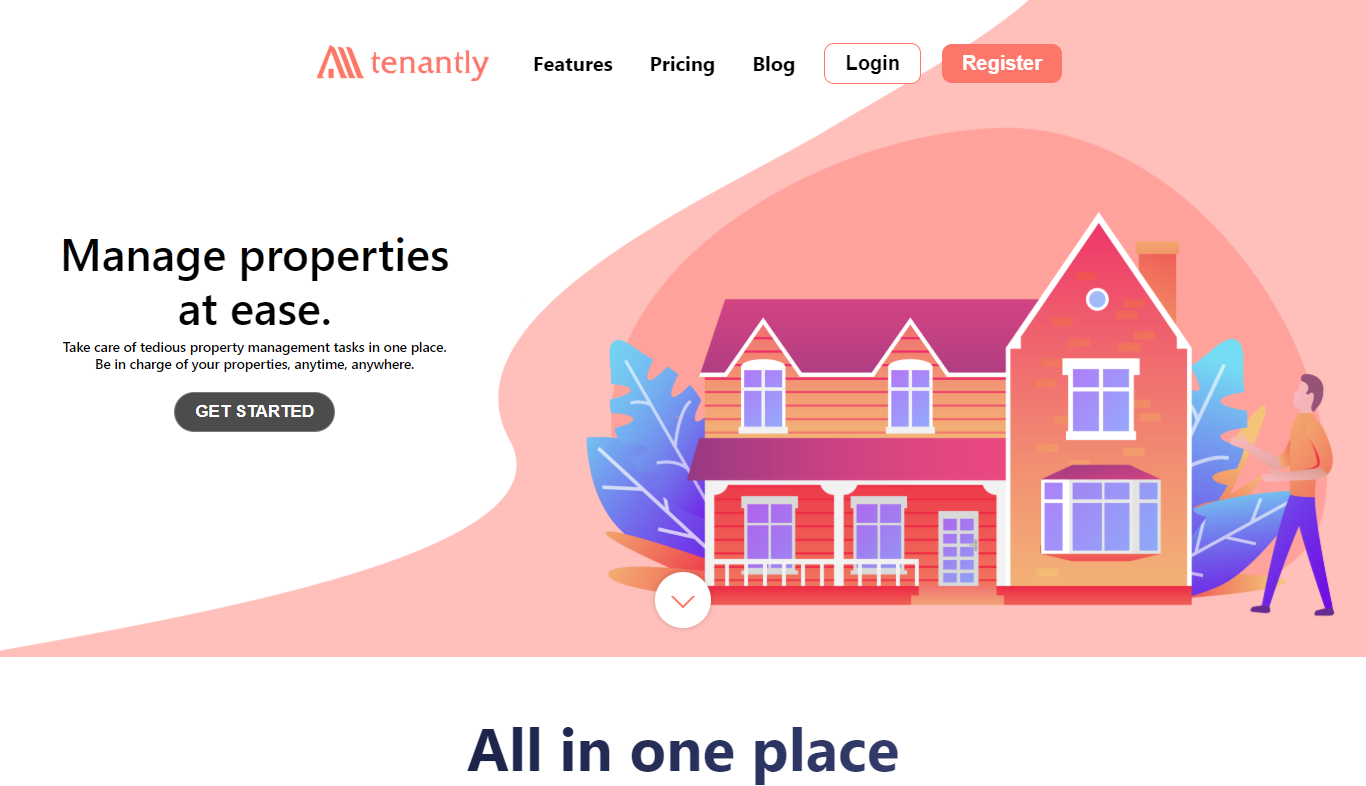 tenantly
Features
Pricing
Blog
Login
Register
Manage properties
at ease.
Take care of tedious property management tasks in one place.
Be in charge of your properties, anytime, anywhere.
GET STARTED
All in one place